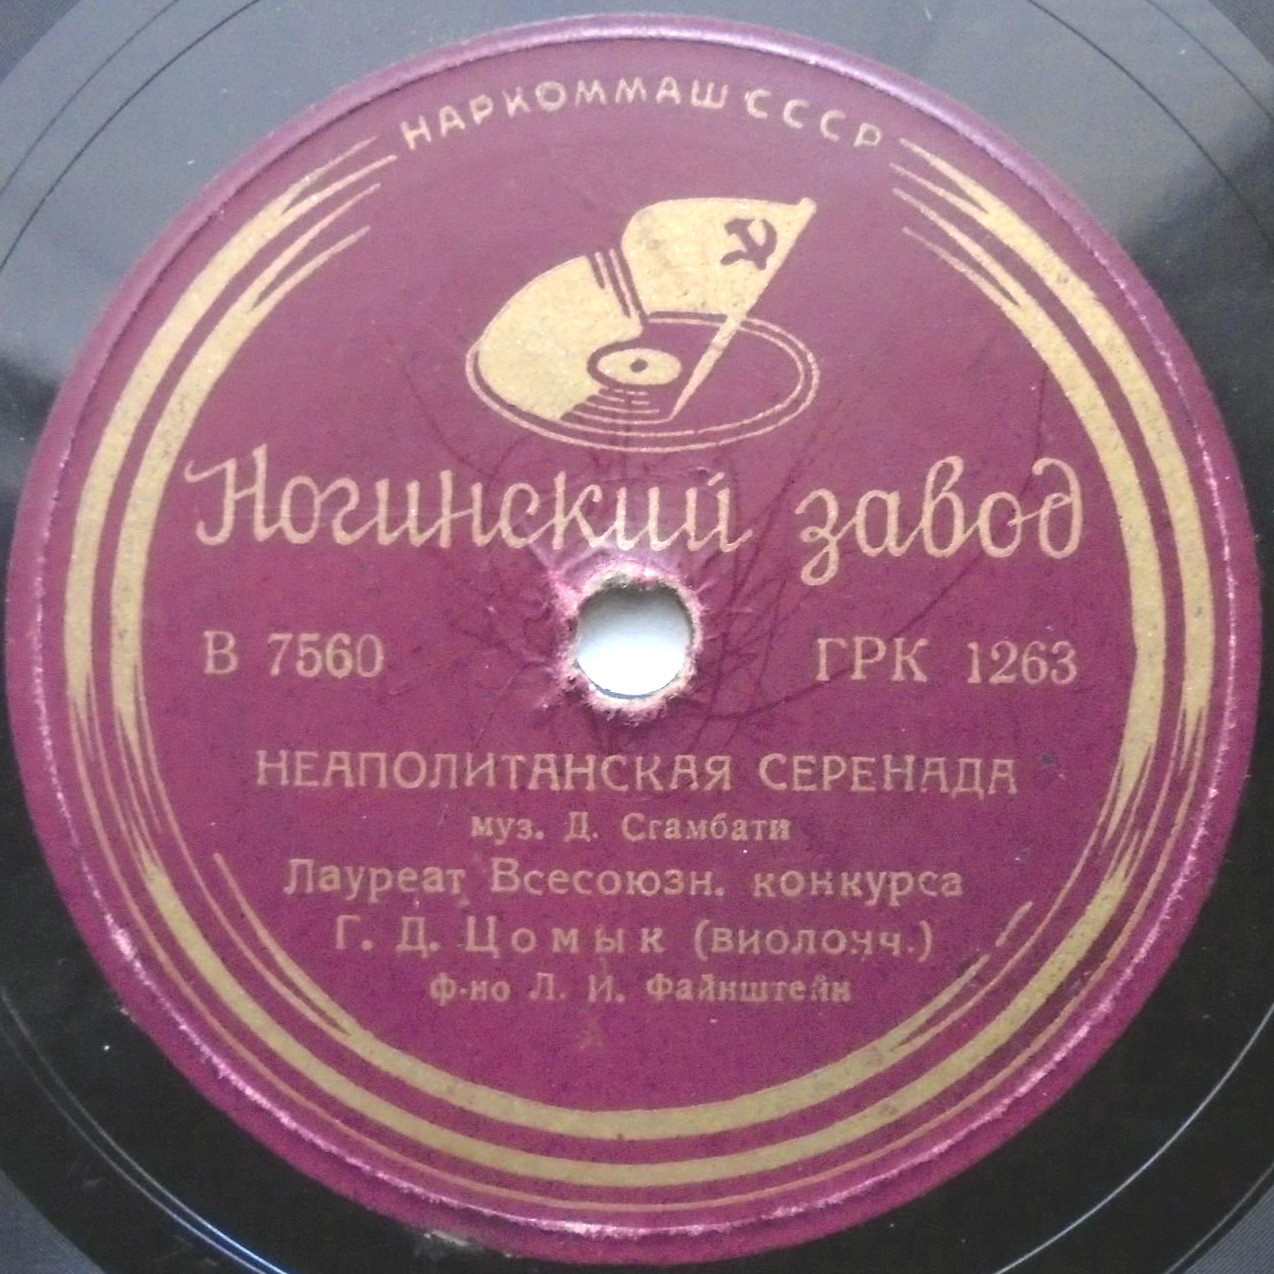 НАРКОММАШ СССР
Ногинский завод
В 7560 ГРК 1263
НЕАПОЛИТАНСКАЯ СЕРЕНАДА
муз. Д. Сгамбати
Лауреат Всесоюзн. конкурса
Г. Д. Цомык (виолонч.)
ф-но Л. И. Файнштейн